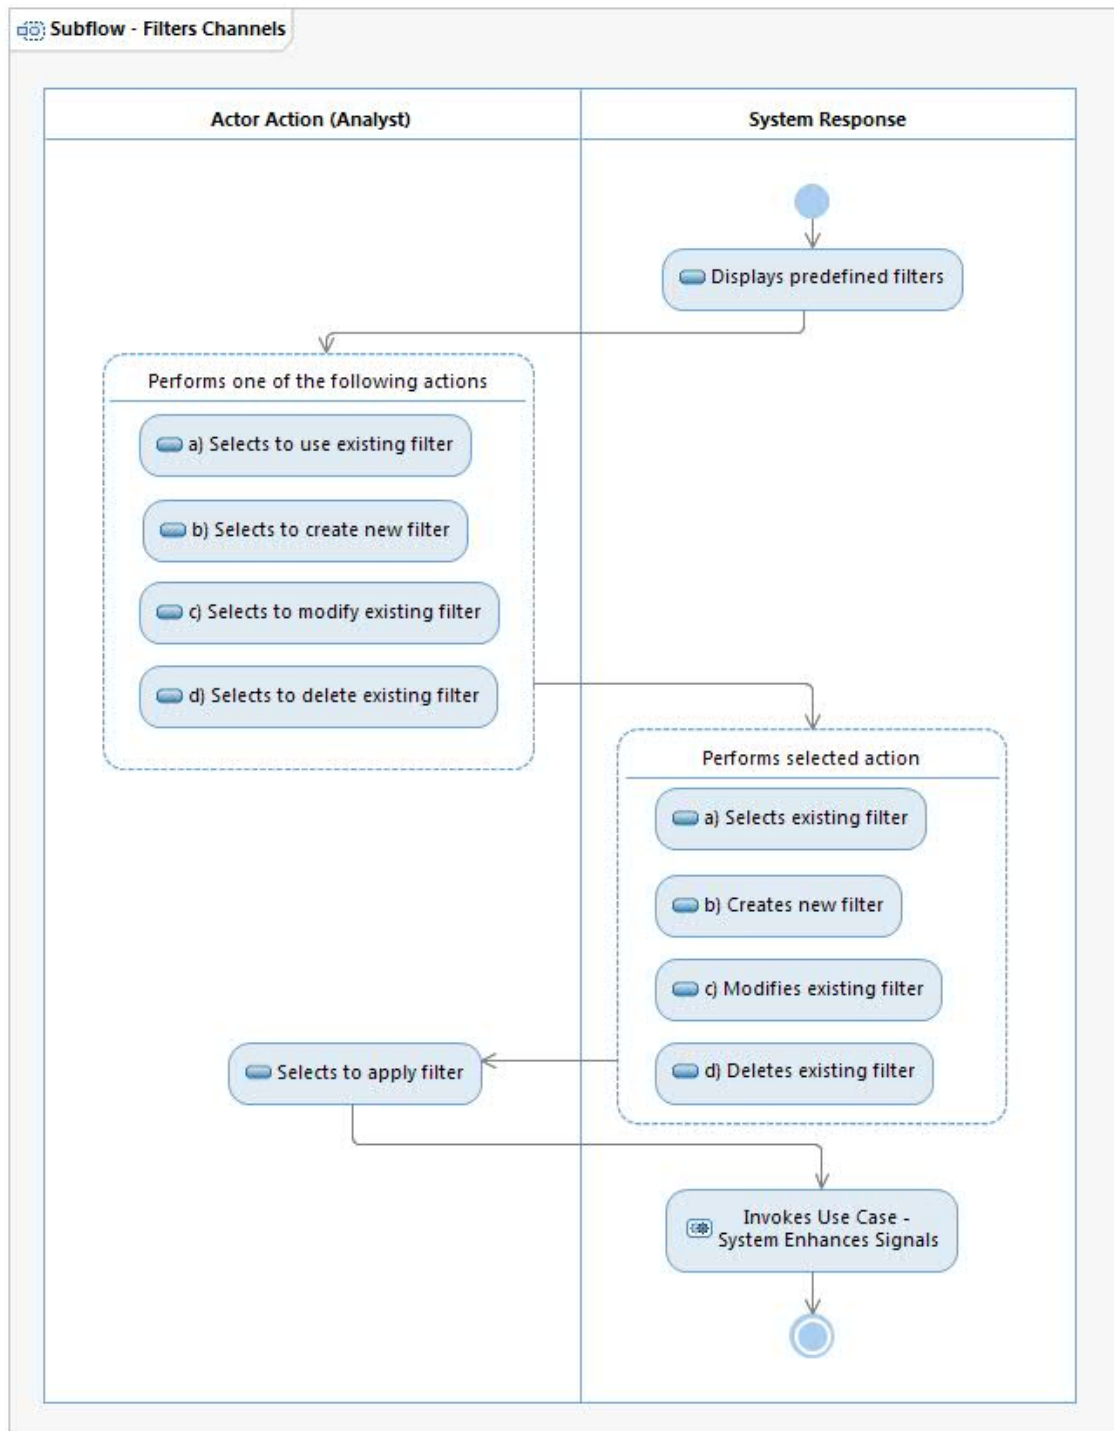 Subflow - Filters Channels
Actor Action (Analyst)
System Response
Displays predefined filters
Performs one of the following actions
a) Selects to use existing filter
b) Selects to create new filter
c) Selects to modify existing filter
d) Selects to delete existing filter
Performs selected action
a) Selects existing filter
b) Creates new filter
c) Modifies existing filter
d) Deletes existing filter
Selects to apply filter
Invokes Use Case -
System Enhances Signals